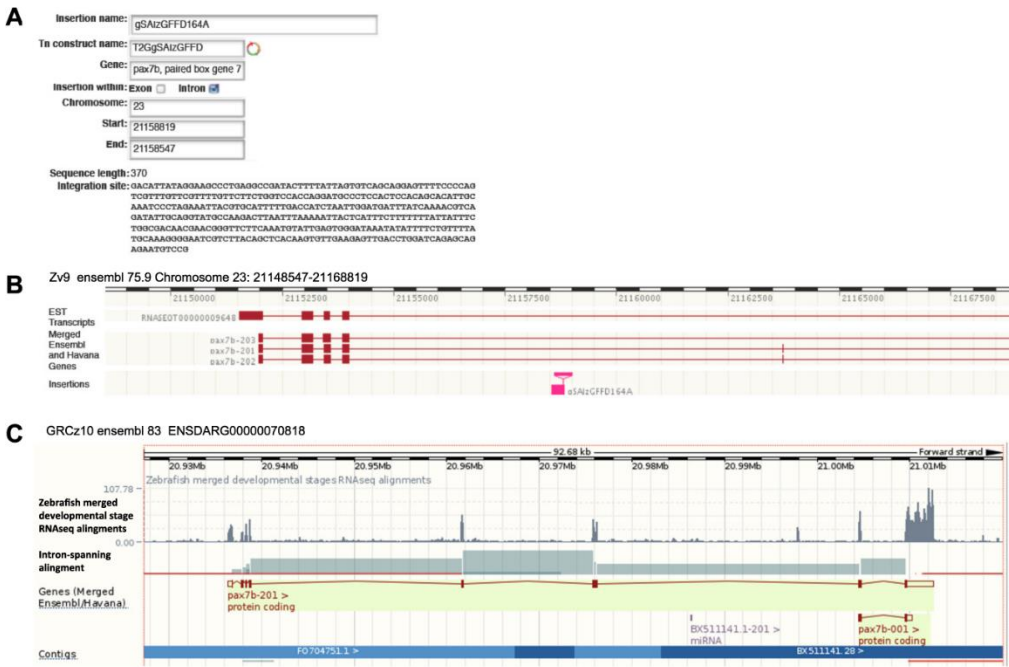 A
Insertion name: gSAIzGFFD164A
Tn construct name: T2GgSAIzGFFD
Gene: pax7b, paired box gene 7
Insertion within: Exon Intron
Chromosome: 23
Start: 21158819
End: 21158547
Sequence length: 370
Integration site: GACATTATAGGAAGCCCTGAGGCCGATACTTTTATTAGTGTCAGCAGGAGTTTTCCCCAG
TCGTTTGTTCGTTTTGTTCTTCTGGTCCACCAGGATGCCCTCCACTCCACAGCACATTGC
AAATCCCTAGAAATTACGTGCATTTTTGACCATCTAATTGGATGATTTATCAAAACGTCA
GATATTGCAGGTATGCCAAGACTTAATTTAAAAATTACTCATTTCTTTTTTTATTATTTC
TGGCGACAACGAACGGGTTCTTCAAATGTATTGAGTGGGATAAATATATTTTCTGTTTTA
TGCAAAGGGGAATCGTCTTACAGCTCACAAGTGTTGAAGAGTTGACCTGGATCAGAGCAG
AGAATGTCCG
B
Zv9 ensembl 75.9 Chromosome 23: 21148547-21168819
21150000 21152500 21155000 21157500 21160000 21162500 21165000 21167500
EST
Transcripts
RNASEQT00000009648
Merged
Ensembl
and Havana
Genes
pax7b-203
pax7b-201
pax7b-202
Insertions
gSAIzGFFD164A
C
GRCz10 ensembl 83 ENSDARG00000070818
92.68 kb Forward strand
20.93Mb 20.94Mb 20.95Mb 20.96Mb 20.97Mb 20.98Mb 20.99Mb 21.00Mb 21.01Mb
Zebrafish merged developmental stages RNAseq alignments
107.78
Zebrafish merged
developmental stage
RNAseq alingments
0.00
Intron-spanning
alingment
Genes (Merged
Ensembl/Havana)
pax7b-201 >
protein coding
BX511141.1-201 >
miRNA
pax7b-001 >
protein coding
Contigs
FO704751.1 >
BX511141.28 >